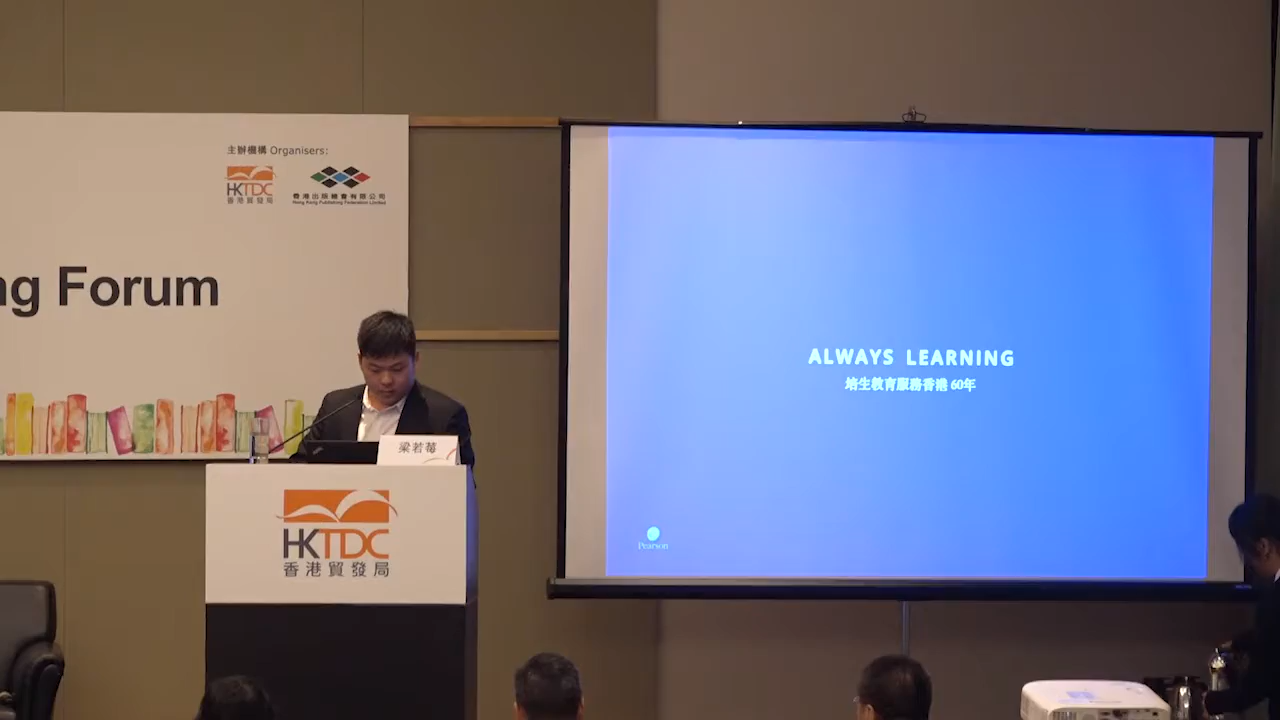 主辦機構 Organisers:
HKTDC
香港貿發局
香港出版總會有限公司
Hong Kong Publishing Federation Limited
ng Forum
ALWAYS LEARNING
培生教育服務香港 60年
Pearson
梁若莓
HKTDC
香港貿發局